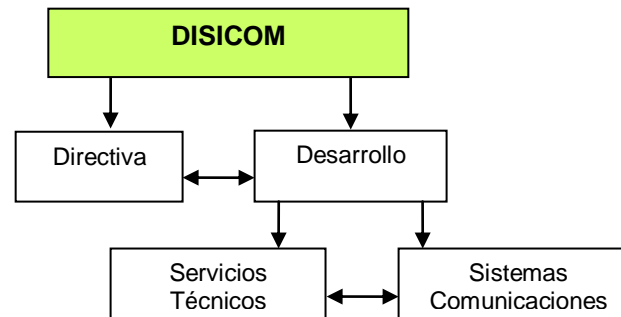 DISICOM
Directiva
Desarrollo
Servicios
Técnicos
Sistemas
Comunicaciones